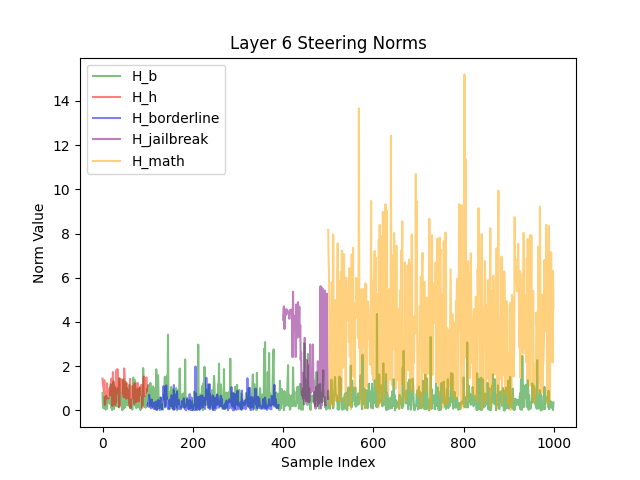 Layer 6 Steering Norms
H_b
H_h
H_borderline
H_jailbreak
H_math
Norm Value
14
12
10
8
6
4
2
0
0 200 400 600 800 1000
Sample Index